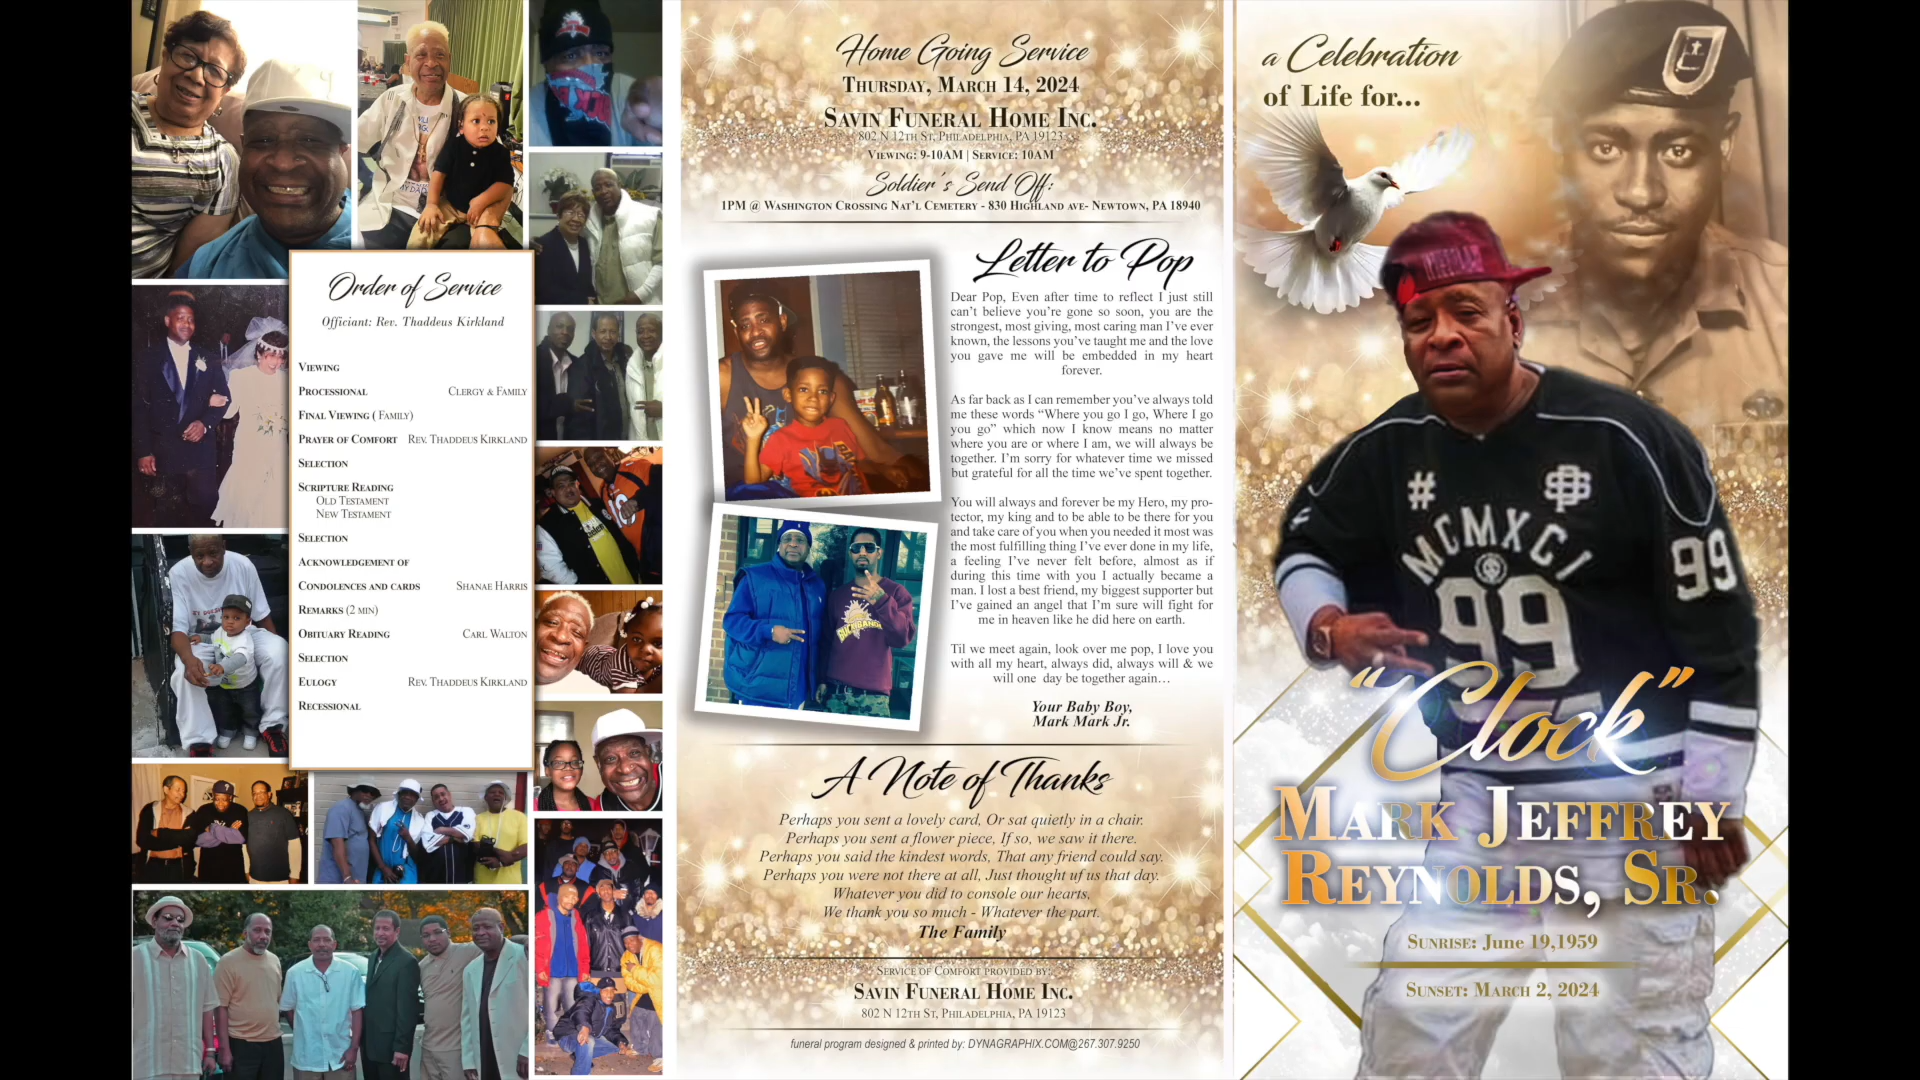 Order of Service
Officiant: Rev. Thaddeus Kirkland
Viewing
Processional Clergy & Family
Final Viewing ( Family)
Prayer of Comfort Rev. Thaddeus Kirkland
Selection
Scripture Reading
Old Testament
New Testament
Selection
Acknowledgement of
Condolences and cards Shanae Harris
Remarks (2 min)
Obituary Reading Carl Walton
Selection
Eulogy Rev. Thaddeus Kirkland
Recessional
Home Going Service
Thursday, March 14, 2024
Savin Funeral Home Inc.
802 N 12th St, Philadelphia, PA 19123
Viewing: 9-10AM | Service: 10AM
Soldier's Send Off:
1PM @ Washington Crossing Nat'l Cemetery - 830 Highland ave- Newtown, PA 18940
Letter to Pop
Dear Pop, Even after time to reflect I just still
can't believe you're gone so soon, you are the
strongest, most giving, most caring man I've ever
known, the lessons you've taught me and the love
you gave me will be embedded in my heart
forever.
As far back as I can remember you've always told
me these words “Where you go I go, Where I go
you go” which now I know means no matter
where you are or where I am, we will always be
together. I'm sorry for whatever time we missed
but grateful for all the time we've spent together.
You will always and forever be my Hero, my pro-
tector, my king and to be able to be there for you
and take care of you when you needed it most was
the most fulfilling thing I've ever done in my life,
a feeling I've never felt before, almost as if
during this time with you I actually became a
man. I lost a best friend, my biggest supporter but
I've gained an angel that I'm sure will fight for
me in heaven like he did here on earth.
Til we meet again, look over me pop, I love you
with all my heart, always did, always will & we
will one day be together again…
Your Baby Boy,
Mark Mark Jr.
A Note of Thanks
Perhaps you sent a lovely card, Or sat quietly in a chair.
Perhaps you sent a flower piece, If so, we saw it there.
Perhaps you said the kindest words, That any friend could say.
Perhaps you were not there at all, Just thought uf us that day.
Whatever you did to console our hearts,
We thank you so much - Whatever the part.
The Family
Service of Comfort provided by:
Savin Funeral Home Inc.
802 N 12th St, Philadelphia, PA 19123
funeral program designed & printed by: DYNAGRAPHIX.COM@267.307.9250
a Celebration
of Life for...
#
MCMXCI
99
99
“Clock”
Mark Jeffrey
Reynolds, Sr.
Sunrise: June 19,1959
Sunset: March 2, 2024